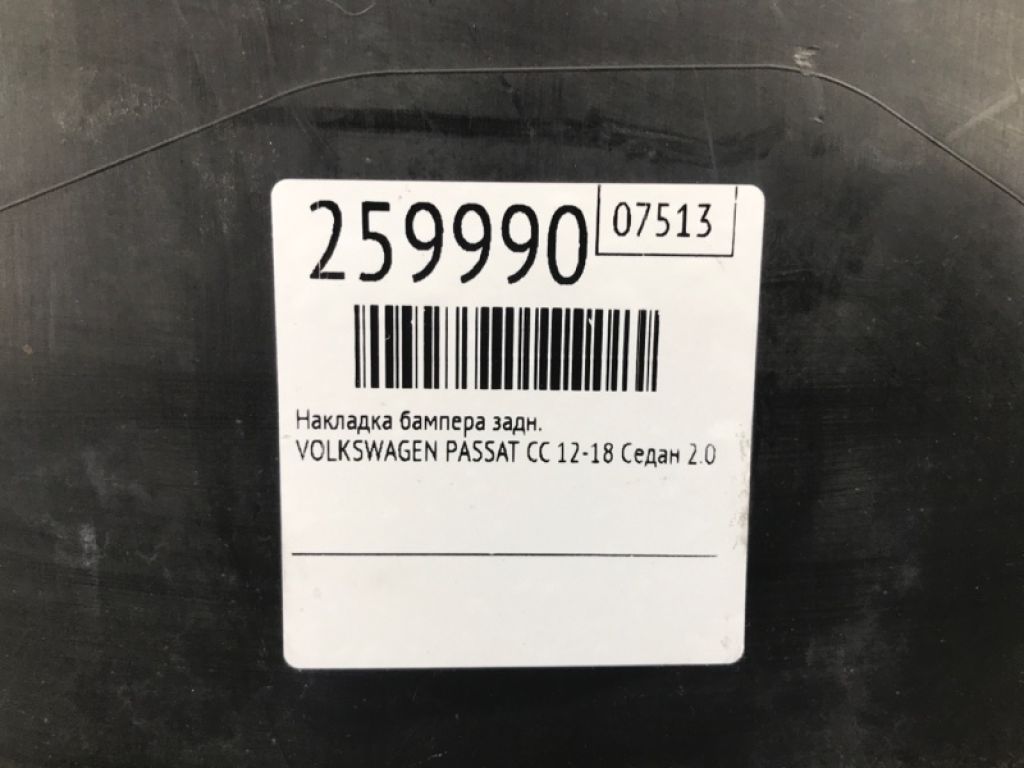 259990
07513
Накладка бампера задн.
VOLKSWAGEN PASSAT CC 12-18 Седан 2.0